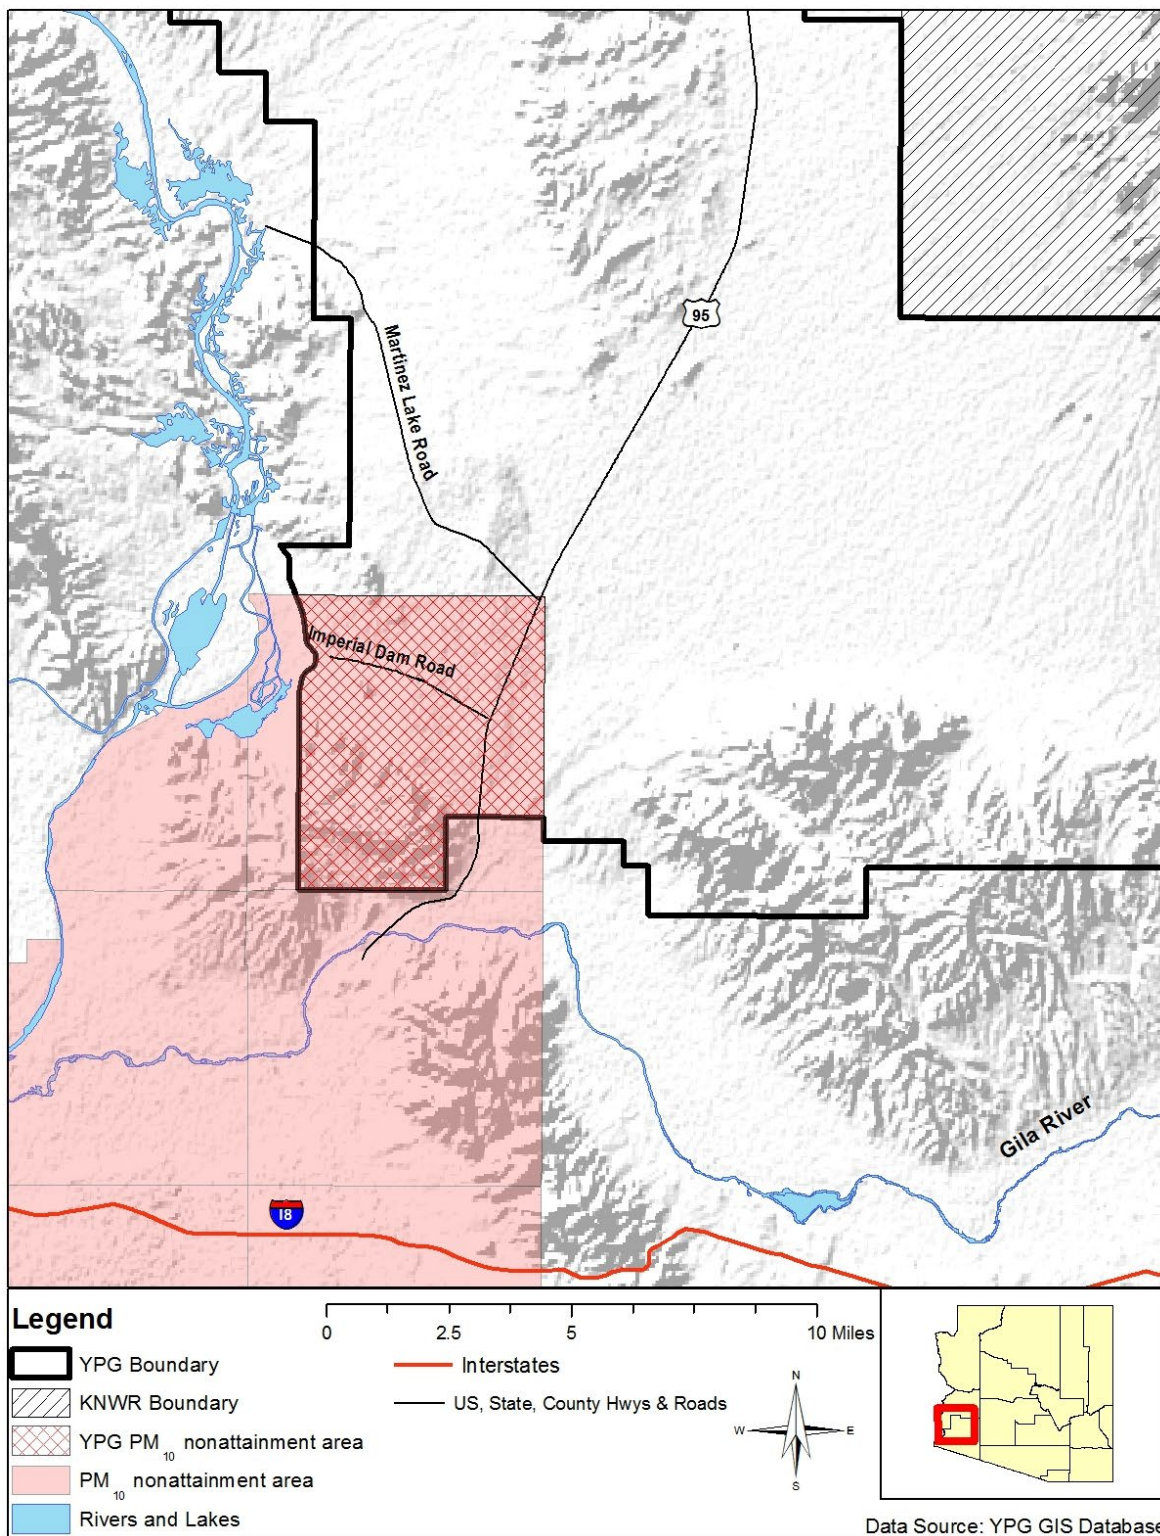 95
Martinez Lake Road
Imperial Dam Road
Gila River
18
Legend
0 2.5 5 10 Miles
YPG Boundary
Interstates
KNWR Boundary
US, State, County Hwys & Roads
YPG PM10 nonattainment area
PM10 nonattainment area
Rivers and Lakes
N
W E
S
Data Source: YPG GIS Database